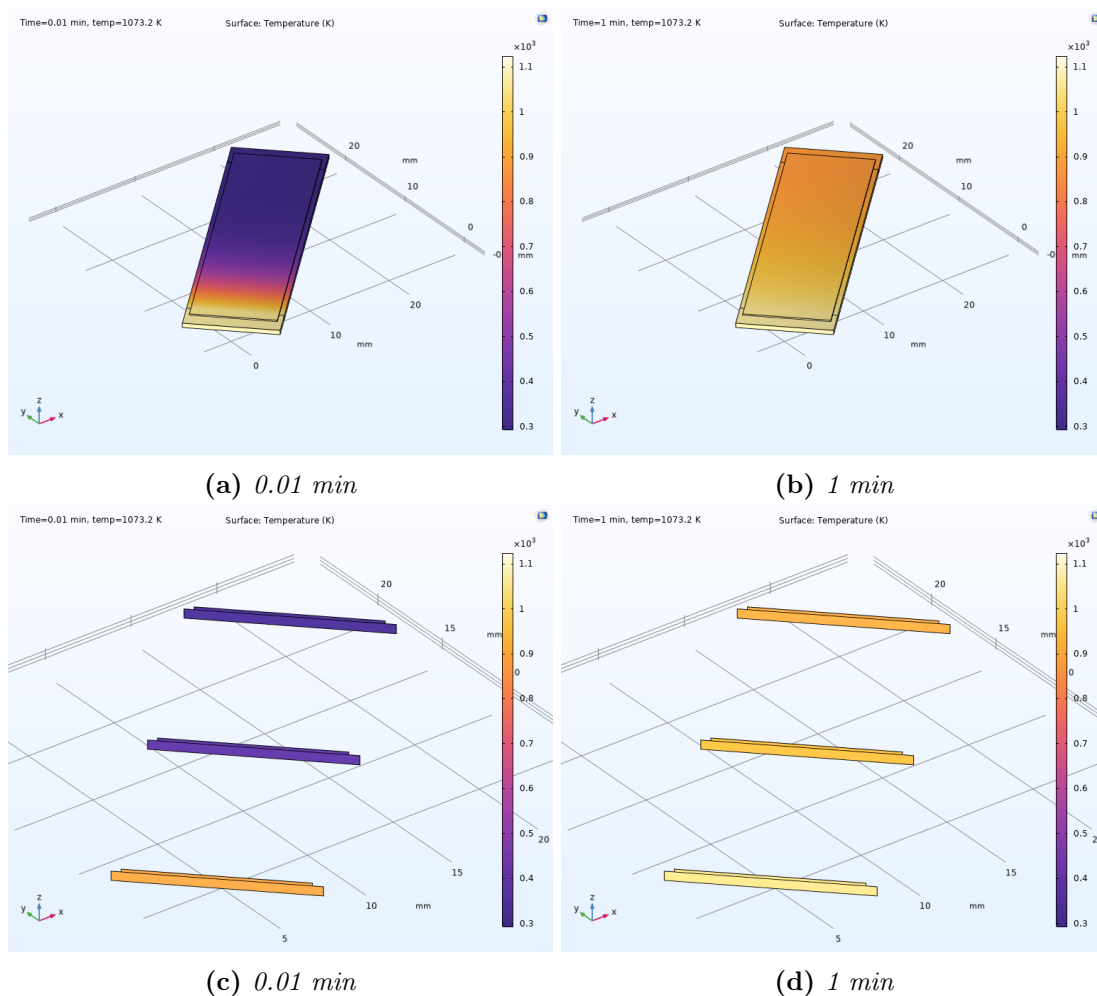 Time=0.01 min, temp=1073.2 K Surface: Temperature (K)
×10³
1.1
1
0.9
0.8
0.7
0.6
0.5
0.4
0.3
20
mm
10
0
-0 mm
20
10
mm
0
z
y
x
Time=1 min, temp=1073.2 K Surface: Temperature (K)
×10³
1.1
1
0.9
0.8
0.7
0.6
0.5
0.4
0.3
20
mm
10
0
-0 mm
20
10
mm
0
z
y
x
(a) 0.01 min
(b) 1 min
Time=0.01 min, temp=1073.2 K Surface: Temperature (K)
×10³
1.1
1
0.9
0.8
0.7
0.6
0.5
0.4
0.3
20
15
mm
0
20
15
10
mm
5
z
y
x
Time=1 min, temp=1073.2 K Surface: Temperature (K)
×10³
1.1
1
0.9
0.8
0.7
0.6
0.5
0.4
0.3
20
15
mm
0
2
15
10
mm
5
z
y
x
(c) 0.01 min
(d) 1 min